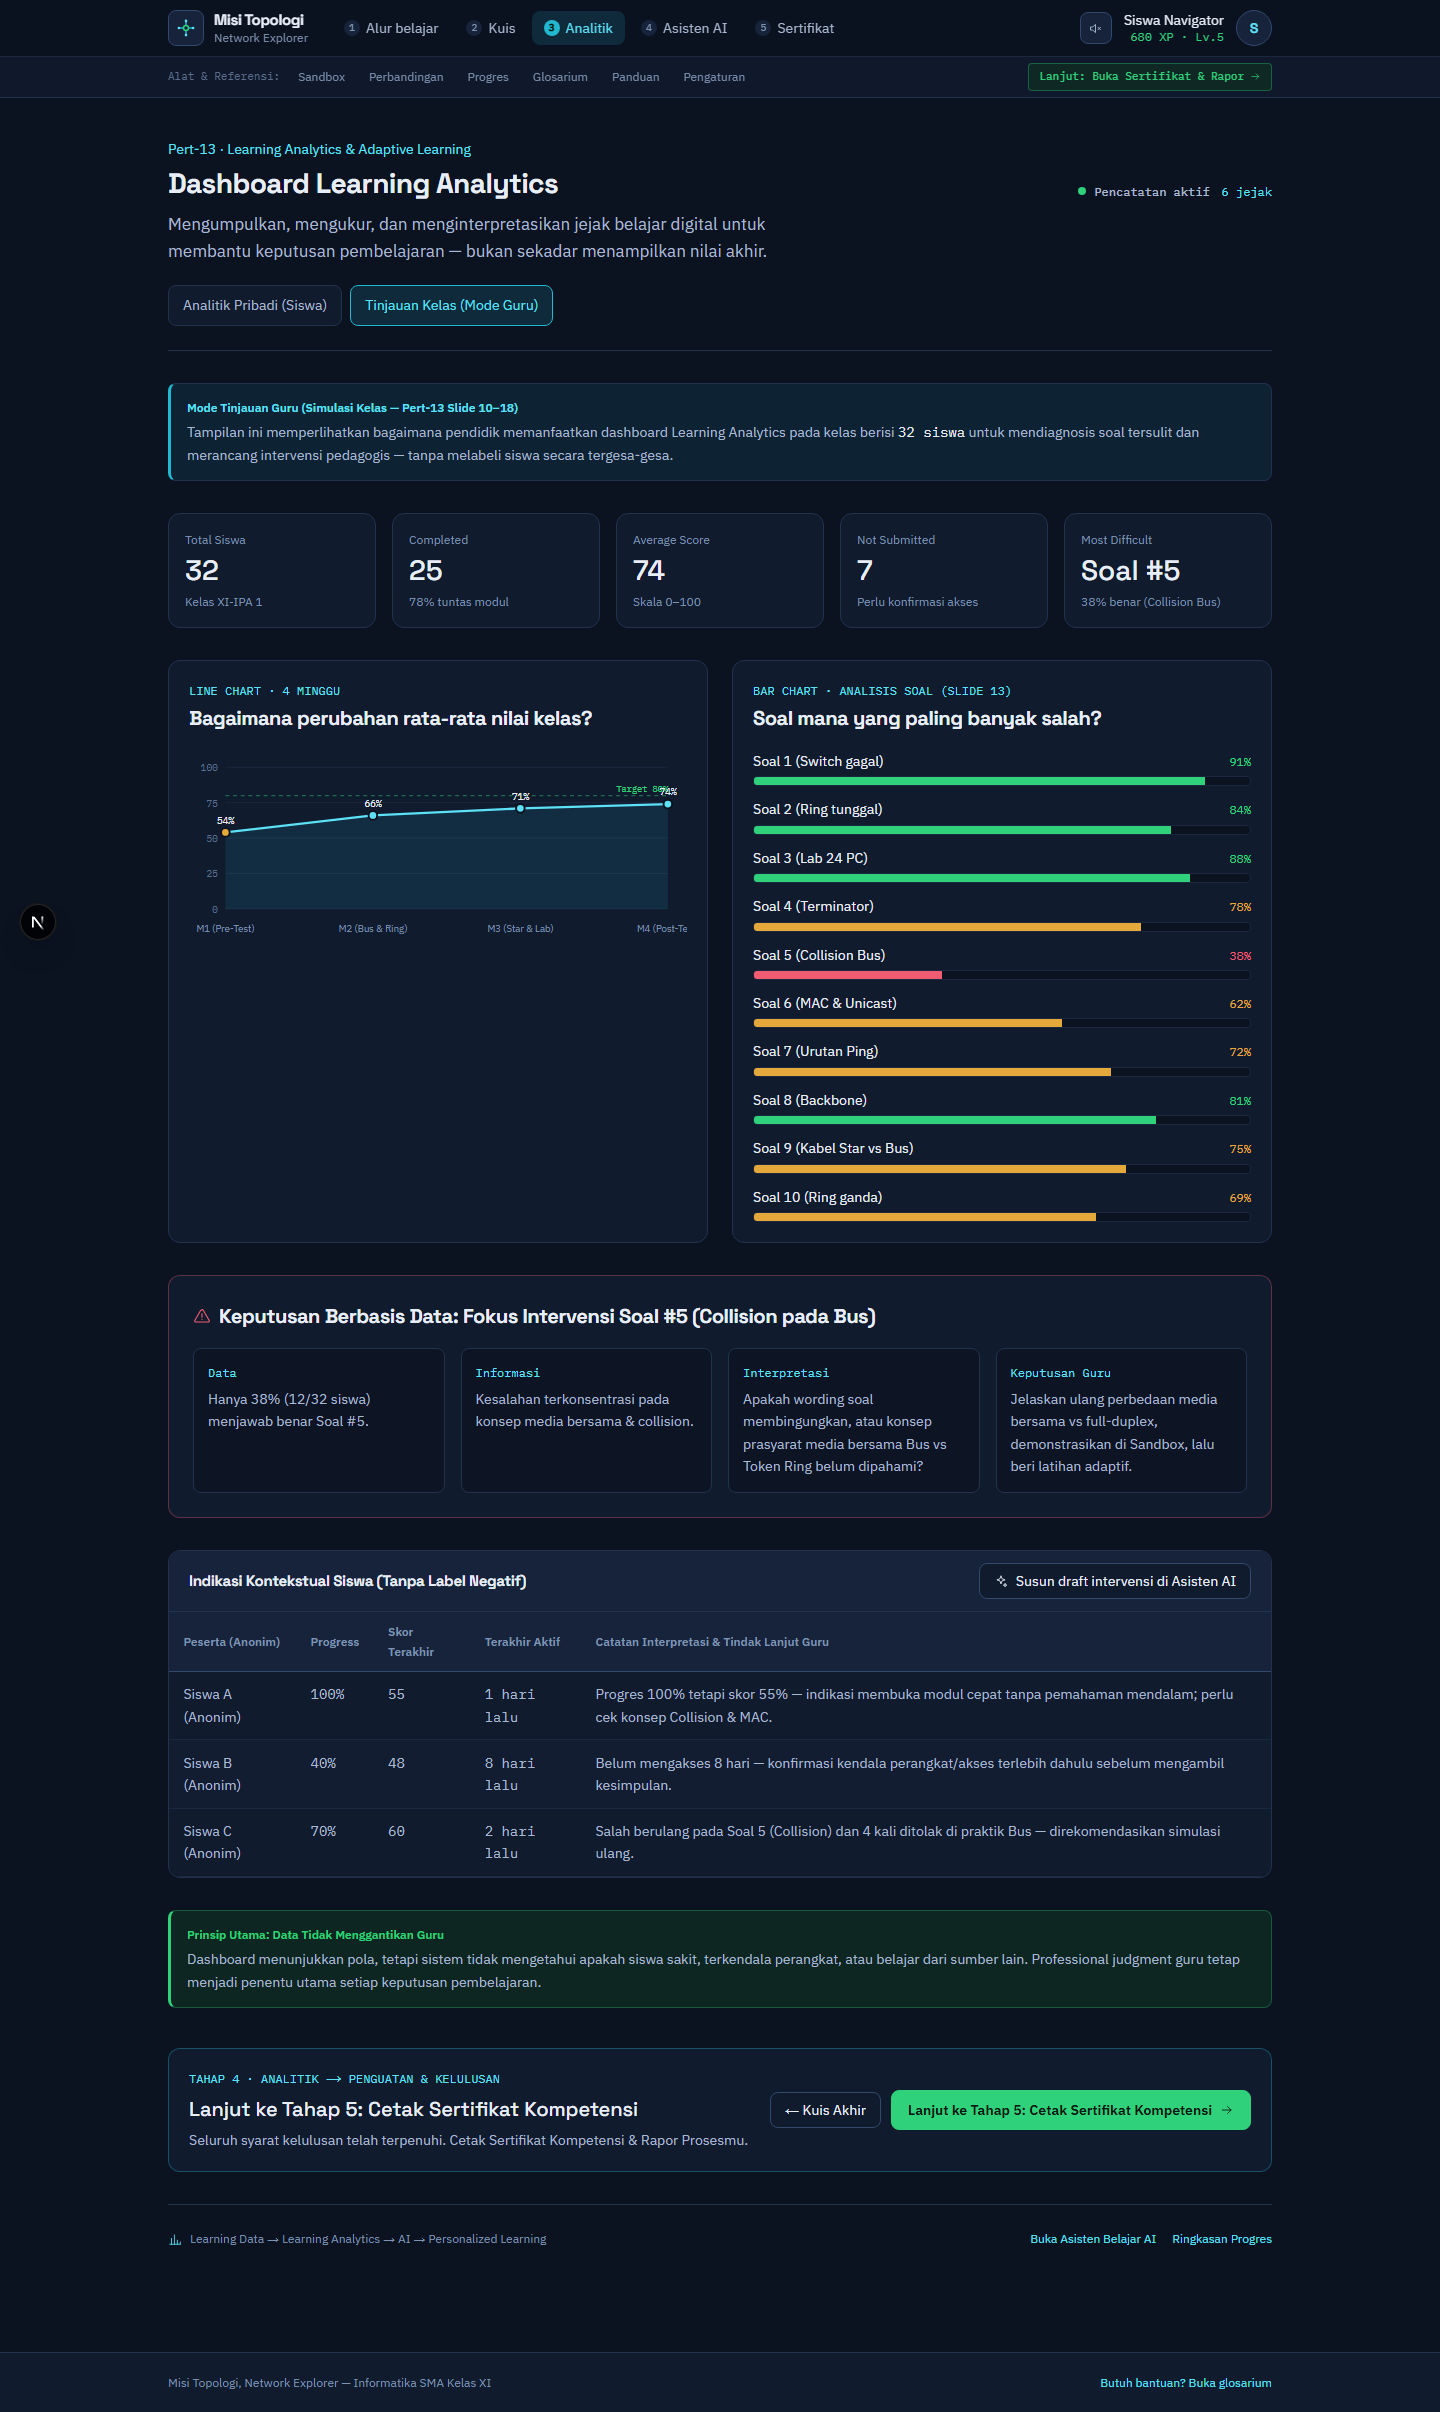 Misi Topologi
Network Explorer
1 Alur belajar
2 Kuis
3 Analitik
4 Asisten AI
5 Sertifikat
Siswa Navigator
680 XP · Lv.5
S
Alat & Referensi:
Sandbox
Perbandingan
Progres
Glosarium
Panduan
Pengaturan
Lanjut: Buka Sertifikat & Rapor →
Pert-13 · Learning Analytics & Adaptive Learning
Dashboard Learning Analytics
Pencatatan aktif 6 jejak
Mengumpulkan, mengukur, dan menginterpretasikan jejak belajar digital untuk
membantu keputusan pembelajaran — bukan sekadar menampilkan nilai akhir.
Analitik Pribadi (Siswa)
Tinjauan Kelas (Mode Guru)
Mode Tinjauan Guru (Simulasi Kelas — Pert-13 Slide 10–18)
Tampilan ini memperlihatkan bagaimana pendidik memanfaatkan dashboard Learning Analytics pada kelas berisi 32 siswa untuk mendiagnosis soal tersulit dan
merancang intervensi pedagogis — tanpa melabeli siswa secara tergesa-gesa.
Total Siswa
32
Kelas XI-IPA 1
Completed
25
78% tuntas modul
Average Score
74
Skala 0–100
Not Submitted
7
Perlu konfirmasi akses
Most Difficult
Soal #5
38% benar (Collision Bus)
LINE CHART · 4 MINGGU
Bagaimana perubahan rata-rata nilai kelas?
100
75
50
25
0
Target 80%
54%
66%
71%
74%
M1 (Pre-Test)
M2 (Bus & Ring)
M3 (Star & Lab)
M4 (Post-Te
BAR CHART · ANALISIS SOAL (SLIDE 13)
Soal mana yang paling banyak salah?
Soal 1 (Switch gagal) 91%
Soal 2 (Ring tunggal) 84%
Soal 3 (Lab 24 PC) 88%
Soal 4 (Terminator) 78%
Soal 5 (Collision Bus) 38%
Soal 6 (MAC & Unicast) 62%
Soal 7 (Urutan Ping) 72%
Soal 8 (Backbone) 81%
Soal 9 (Kabel Star vs Bus) 75%
Soal 10 (Ring ganda) 69%
N
Keputusan Berbasis Data: Fokus Intervensi Soal #5 (Collision pada Bus)
Data
Hanya 38% (12/32 siswa)
menjawab benar Soal #5.
Informasi
Kesalahan terkonsentrasi pada
konsep media bersama & collision.
Interpretasi
Apakah wording soal
membingungkan, atau konsep
prasyarat media bersama Bus vs
Token Ring belum dipahami?
Keputusan Guru
Jelaskan ulang perbedaan media
bersama vs full-duplex,
demonstrasikan di Sandbox, lalu
beri latihan adaptif.
Indikasi Kontekstual Siswa (Tanpa Label Negatif)
Susun draft intervensi di Asisten AI
Peserta (Anonim)
Progress
Skor
Terakhir
Terakhir Aktif
Catatan Interpretasi & Tindak Lanjut Guru
Siswa A
(Anonim)
100%
55
1 hari
lalu
Progres 100% tetapi skor 55% — indikasi membuka modul cepat tanpa pemahaman mendalam; perlu
cek konsep Collision & MAC.
Siswa B
(Anonim)
40%
48
8 hari
lalu
Belum mengakses 8 hari — konfirmasi kendala perangkat/akses terlebih dahulu sebelum mengambil
kesimpulan.
Siswa C
(Anonim)
70%
60
2 hari
lalu
Salah berulang pada Soal 5 (Collision) dan 4 kali ditolak di praktik Bus — direkomendasikan simulasi
ulang.
Prinsip Utama: Data Tidak Menggantikan Guru
Dashboard menunjukkan pola, tetapi sistem tidak mengetahui apakah siswa sakit, terkendala perangkat, atau belajar dari sumber lain. Professional judgment guru tetap
menjadi penentu utama setiap keputusan pembelajaran.
TAHAP 4 · ANALITIK ⟶ PENGUATAN & KELULUSAN
Lanjut ke Tahap 5: Cetak Sertifikat Kompetensi
Seluruh syarat kelulusan telah terpenuhi. Cetak Sertifikat Kompetensi & Rapor Prosesmu.
← Kuis Akhir
Lanjut ke Tahap 5: Cetak Sertifikat Kompetensi →
Learning Data → Learning Analytics → AI → Personalized Learning
Buka Asisten Belajar AI
Ringkasan Progres
Misi Topologi, Network Explorer — Informatika SMA Kelas XI
Butuh bantuan? Buka glosarium